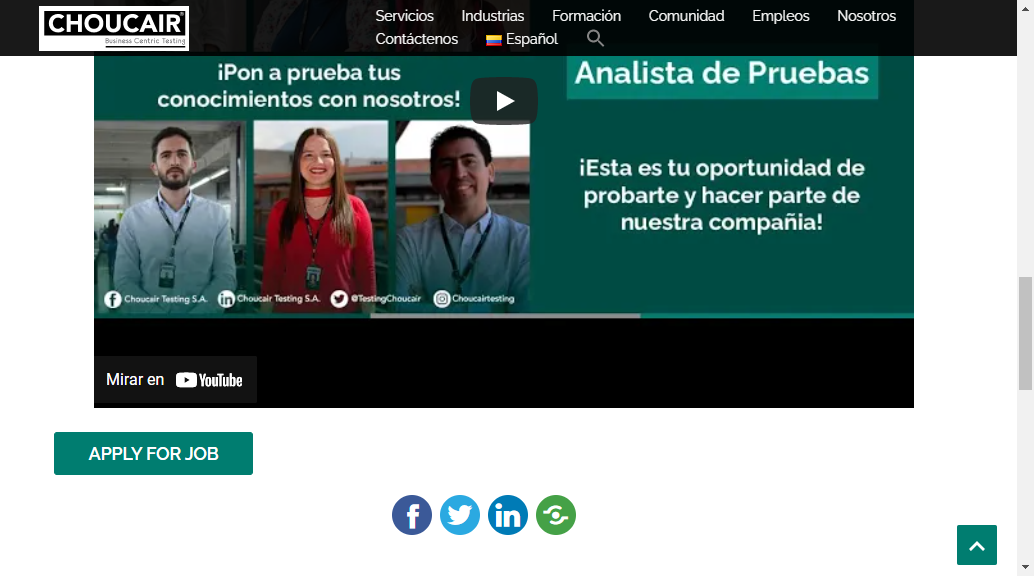 CHOUCAIR
Business Centric Testing
Servicios Industrias Formación Comunidad Empleos Nosotros
Contáctenos Español
¡Pon a prueba tus
conocimientos con nosotros!
Analista de Pruebas
¡Esta es tu oportunidad de
probarte y hacer parte de
nuestra compañia!
Choucair Testing S.A. Choucair Testing S.A. @TestingChoucair Choucairtesting
Mirar en YouTube
APPLY FOR JOB